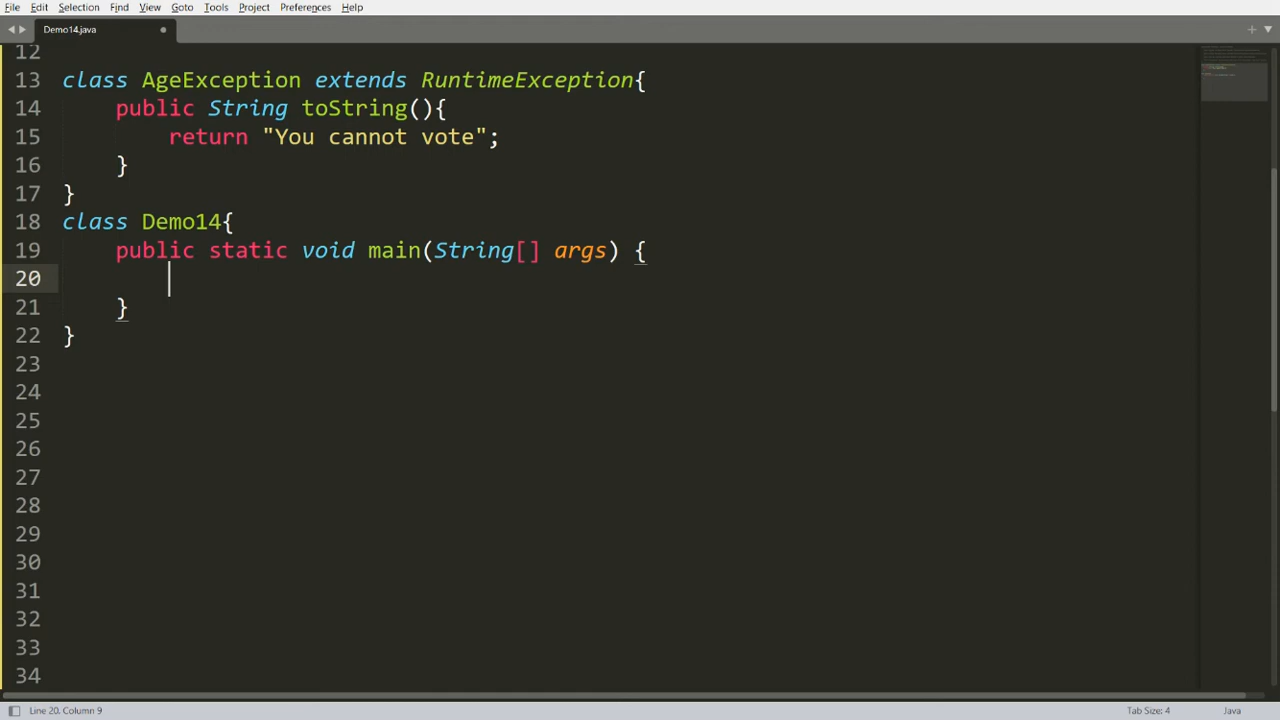 File Edit Selection Find View Goto Tools Project Preferences Help
Demo14.java
12
13 class AgeException extends RuntimeException{
14     public String toString(){
15         return "You cannot vote";
16     }
17 }
18 class Demo14{
19     public static void main(String[] args) {
20
21     }
22 }
23
24
25
26
27
28
29
30
31
32
33
34
Line 20, Column 9 Tab Size: 4 Java